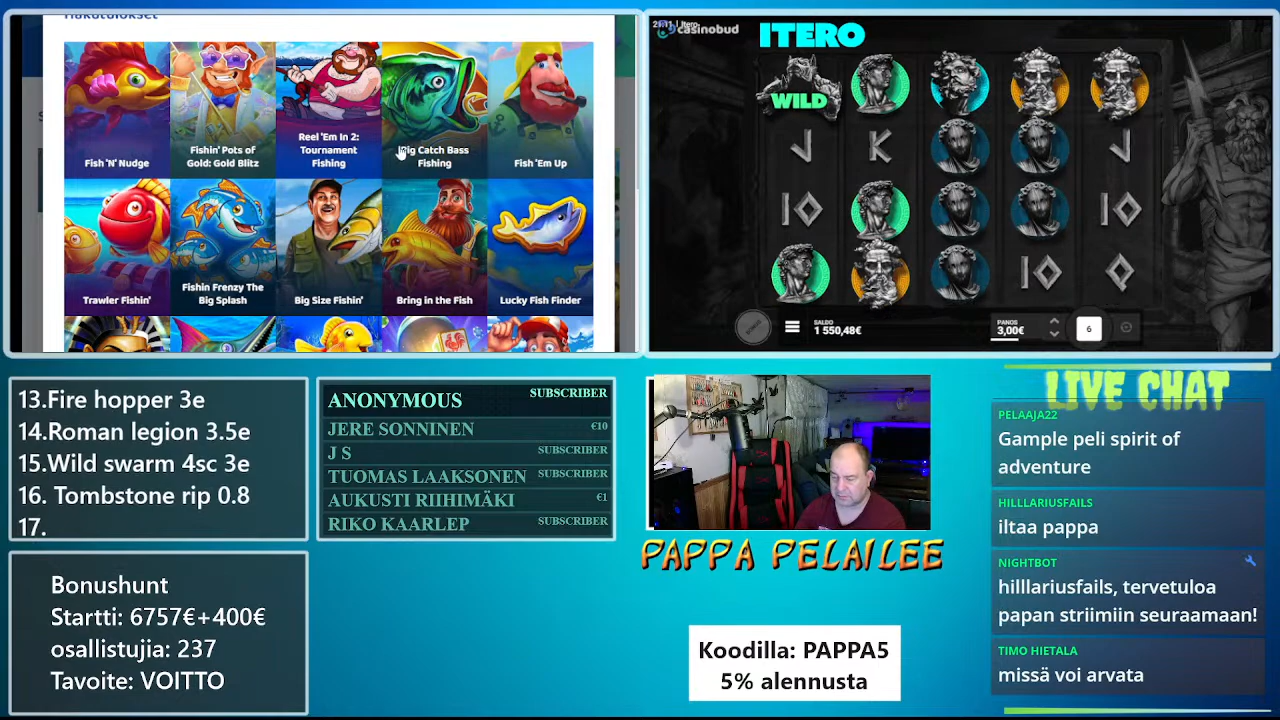 Hakutulokset
Fish 'N' Nudge
Fishin' Pots of
Gold: Gold Blitz
Reel 'Em In 2:
Tournament
Fishing
Big Catch Bass
Fishing
Fish 'Em Up
Trawler Fishin'
Fishin Frenzy The
Big Splash
Big Size Fishin'
Bring in the Fish
Lucky Fish Finder
casinobud
ITERO
WILD
J K J
10 10
10 Q
SALDO
1 550,48€
PANOS
3,00€
6
13.Fire hopper 3e
14.Roman legion 3.5e
15.Wild swarm 4sc 3e
16. Tombstone rip 0.8
17.
ANONYMOUS SUBSCRIBER
JERE SONNINEN €10
J S SUBSCRIBER
TUOMAS LAAKSONEN SUBSCRIBER
AUKUSTI RIIHIMÄKI €1
RIKO KAARLEP SUBSCRIBER
Bonushunt
Startti: 6757€+400€
osallistujia: 237
Tavoite: VOITTO
PAPPA PELAILEE
Koodilla: PAPPA5
5% alennusta
LIVE CHAT
PELAAJA22
Gample peli spirit of
adventure
HILLLARIUSFAILS
iltaa pappa
NIGHTBOT
hilllariusfails, tervetuloa
papan striimiin seuraamaan!
TIMO HIETALA
missä voi arvata